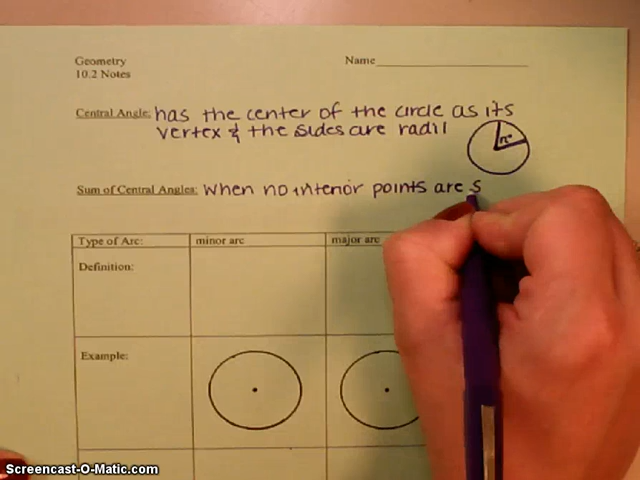 Geometry
10.2 Notes
Name
Central Angle: has the center of the circle as its
vertex & the sides are radii
Sum of Central Angles: when no interior points are s
Type of Arc:
minor arc
major arc
Definition:
Example:
Screencast-O-Matic.com